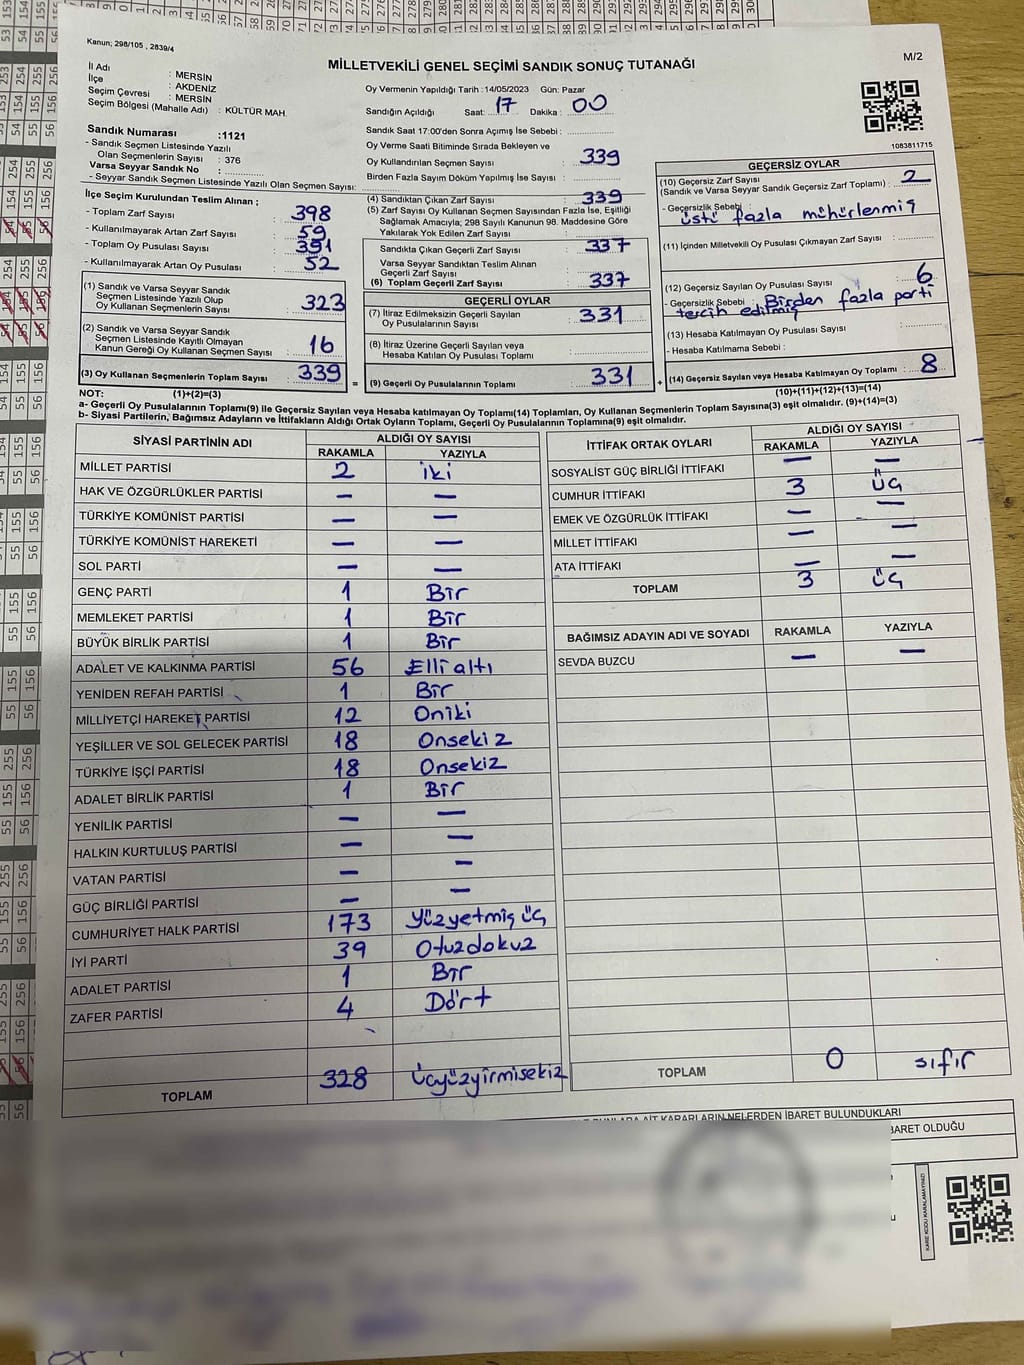 Kanun; 298/105 , 2839/4
MİLLETVEKİLİ GENEL SEÇİMİ SANDIK SONUÇ TUTANAĞI
M/2
İl Adı : MERSİN
İlçe : AKDENİZ
Seçim Çevresi : MERSİN
Seçim Bölgesi (Mahalle Adı) : KÜLTÜR MAH.
Sandık Numarası :1121
- Sandık Seçmen Listesinde Yazılı
Olan Seçmenlerin Sayısı : 376
Varsa Seyyar Sandık No :
- Seyyar Sandık Seçmen Listesinde Yazılı Olan Seçmen Sayısı:
İlçe Seçim Kurulundan Teslim Alınan ;
- Toplam Zarf Sayısı : 398
- Kullanılmayarak Artan Zarf Sayısı : 59
- Toplam Oy Pusulası Sayısı : 391
- Kullanılmayarak Artan Oy Pusulası : 52
(1) Sandık ve Varsa Seyyar Sandık
Seçmen Listesinde Yazılı Olup
Oy Kullanan Seçmenlerin Sayısı : 323
(2) Sandık ve Varsa Seyyar Sandık
Seçmen Listesinde Kayıtlı Olmayan
Kanun Gereği Oy Kullanan Seçmen Sayısı : 16
(3) Oy Kullanan Seçmenlerin Toplam Sayısı : 339
Oy Vermenin Yapıldığı Tarih : 14/05/2023 Gün: Pazar
Sandığın Açıldığı Saat: 17 Dakika : 00
Sandık Saat 17:00'den Sonra Açımış İse Sebebi :
Oy Verme Saati Bitiminde Sırada Bekleyen ve
Oy Kullandırılan Seçmen Sayısı : 339
Birden Fazla Sayım Döküm Yapılmış İse Sayısı :
(4) Sandıktan Çıkan Zarf Sayısı : 339
(5) Zarf Sayısı Oy Kullanan Seçmen Sayısından Fazla İse, Eşitliği
Sağlamak Amacıyla; 298 Sayılı Kanunun 98. Maddesine Göre
Yakılarak Yok Edilen Zarf Sayısı :
Sandıkta Çıkan Geçerli Zarf Sayısı : 337
Varsa Seyyar Sandıktan Teslim Alınan
Geçerli Zarf Sayısı :
(6) Toplam Geçerli Zarf Sayısı : 337
GEÇERLİ OYLAR
(7) İtiraz Edilmeksizin Geçerli Sayılan
Oy Pusulalarının Sayısı : 331
(8) İtiraz Üzerine Geçerli Sayılan veya
Hesaba Katılan Oy Pusulası Toplamı :
= (9) Geçerli Oy Pusulalarının Toplamı : 331
1083811715
GEÇERSİZ OYLAR
(10) Geçersiz Zarf Sayısı
(Sandık ve Varsa Seyyar Sandık Geçersiz Zarf Toplamı) : 2
- Geçersizlik Sebebi :
üstü fazla mühürlenmiş
(11) İçinden Milletvekili Oy Pusulası Çıkmayan Zarf Sayısı :
(12) Geçersiz Sayılan Oy Pusulası Sayısı : 6
- Geçersizlik Sebebi : Birden fazla parti
tercih edilmiş
(13) Hesaba Katılmayan Oy Pusulası Sayısı :
- Hesaba Katılmama Sebebi :
+ (14) Geçersiz Sayılan veya Hesaba Katılmayan Oy Toplamı : 8
NOT: (1)+(2)=(3)
(10)+(11)+(12)+(13)=(14)
a- Geçerli Oy Pusulalarının Toplamı(9) ile Geçersiz Sayılan veya Hesaba katılmayan Oy Toplamı(14) Toplamları, Oy Kullanan Seçmenlerin Toplam Sayısına(3) eşit olmalıdır. (9)+(14)=(3)
b- Siyasi Partilerin, Bağımsız Adayların ve İttifakların Aldığı Ortak Oyların Toplamı, Geçerli Oy Pusulalarının Toplamına(9) eşit olmalıdır.
SİYASİ PARTİNİN ADI ALDIĞI OY SAYISI
RAKAMLA YAZIYLA
MİLLET PARTİSİ 2 iki
HAK VE ÖZGÜRLÜKLER PARTİSİ — —
TÜRKİYE KOMÜNİST PARTİSİ — —
TÜRKİYE KOMÜNİST HAREKETİ — —
SOL PARTİ — —
GENÇ PARTİ 1 Bir
MEMLEKET PARTİSİ 1 Bir
BÜYÜK BİRLİK PARTİSİ 1 Bir
ADALET VE KALKINMA PARTİSİ 56 Elli altı
YENİDEN REFAH PARTİSİ 1 Bir
MİLLİYETÇİ HAREKET PARTİSİ 12 Oniki
YEŞİLLER VE SOL GELECEK PARTİSİ 18 Onsekiz
TÜRKİYE İŞÇİ PARTİSİ 18 Onsekiz
ADALET BİRLİK PARTİSİ 1 Bir
YENİLİK PARTİSİ — —
HALKIN KURTULUŞ PARTİSİ — —
VATAN PARTİSİ — —
GÜÇ BİRLİĞİ PARTİSİ — —
CUMHURİYET HALK PARTİSİ 173 Yüzyetmiş üç
İYİ PARTİ 39 Otuzdokuz
ADALET PARTİSİ 1 Bir
ZAFER PARTİSİ 4 Dört
TOPLAM 328 Üçyüzyirmisekiz
İTTİFAK ORTAK OYLARI ALDIĞI OY SAYISI
RAKAMLA YAZIYLA
SOSYALİST GÜÇ BİRLİĞİ İTTİFAKI — —
CUMHUR İTTİFAKI 3 üç
EMEK VE ÖZGÜRLÜK İTTİFAKI — —
MİLLET İTTİFAKI — —
ATA İTTİFAKI — —
TOPLAM 3 üç
BAĞIMSIZ ADAYIN ADI VE SOYADI RAKAMLA YAZIYLA
SEVDA BUZCU — —
TOPLAM 0 sıfır
AİT KARARLARIN NELERDEN İBARET BULUNDUKLARI
BARET OLDUĞU
KARE KODU KARALAMAYINIZ!